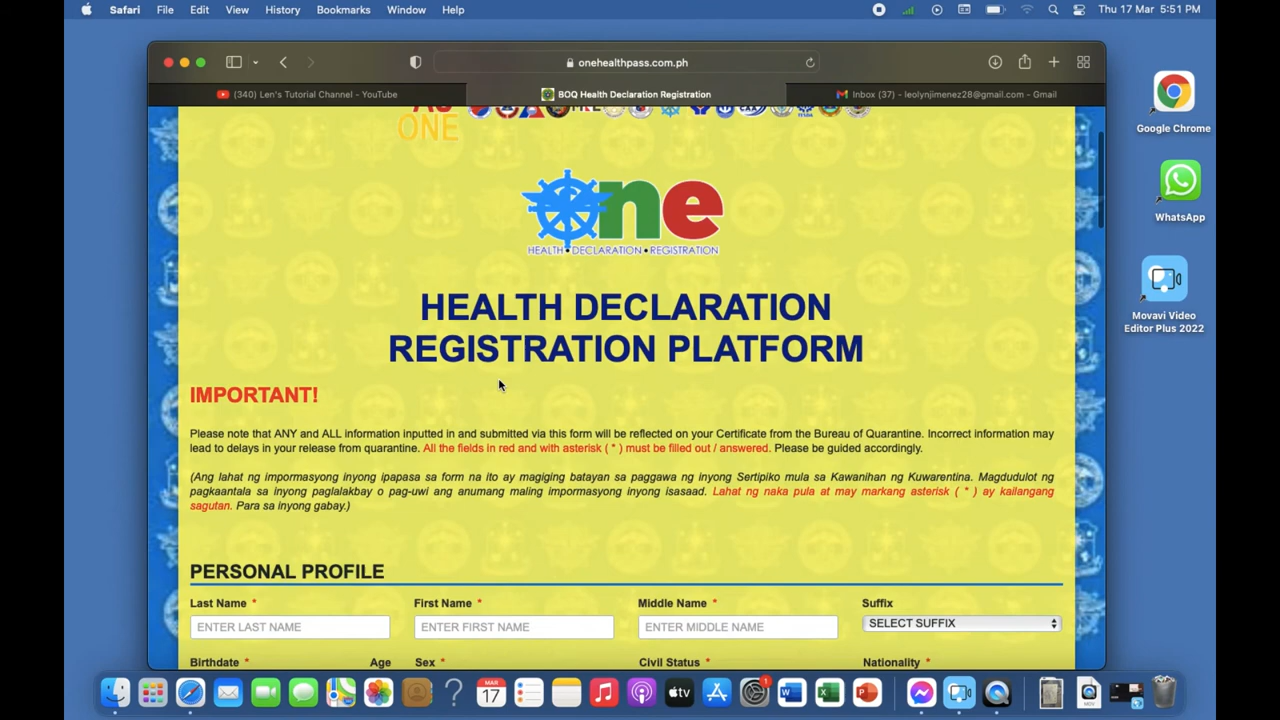 Safari File Edit View History Bookmarks Window Help Thu 17 Mar 5:51 PM
onehealthpass.com.ph
(340) Len's Tutorial Channel - YouTube BOQ Health Declaration Registration Inbox (37) - leolynjimenez28@gmail.com - Gmail
ONE
One
HEALTH • DECLARATION • REGISTRATION
HEALTH DECLARATION
REGISTRATION PLATFORM
IMPORTANT!
Please note that ANY and ALL information inputted in and submitted via this form will be reflected on your Certificate from the Bureau of Quarantine. Incorrect information may
lead to delays in your release from quarantine. All the fields in red and with asterisk ( * ) must be filled out / answered. Please be guided accordingly.
(Ang lahat ng impormasyong inyong ipapasa sa form na ito ay magiging batayan sa paggawa ng inyong Sertipiko mula sa Kawanihan ng Kuwarentina. Magdudulot ng
pagkaantala sa inyong paglalakbay o pag-uwi ang anumang maling impormasyong inyong isasaad. Lahat ng naka pula at may markang asterisk ( * ) ay kailangang
sagutan. Para sa inyong gabay.)
PERSONAL PROFILE
Last Name * First Name * Middle Name * Suffix
ENTER LAST NAME ENTER FIRST NAME ENTER MIDDLE NAME SELECT SUFFIX
Birthdate * Age Sex * Civil Status * Nationality *
Google Chrome
WhatsApp
Movavi Video
Editor Plus 2022
MAR
17
tv
1